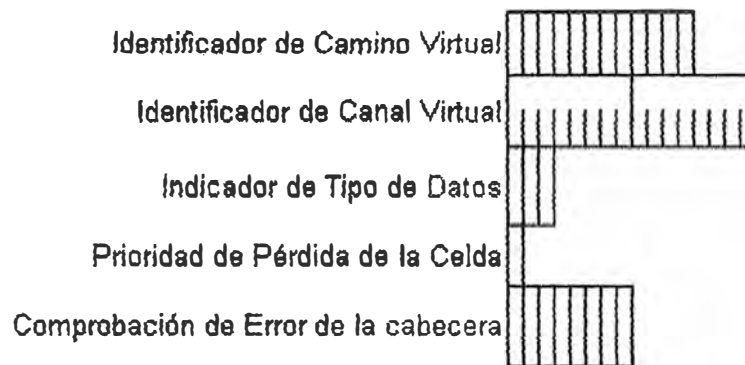 Identificador de Camino Virtual
Identificador de Canal Virtual
Indicador de Tipo de Datos
Prioridad de Pérdida de la Celda
Comprobación de Error de la cabecera